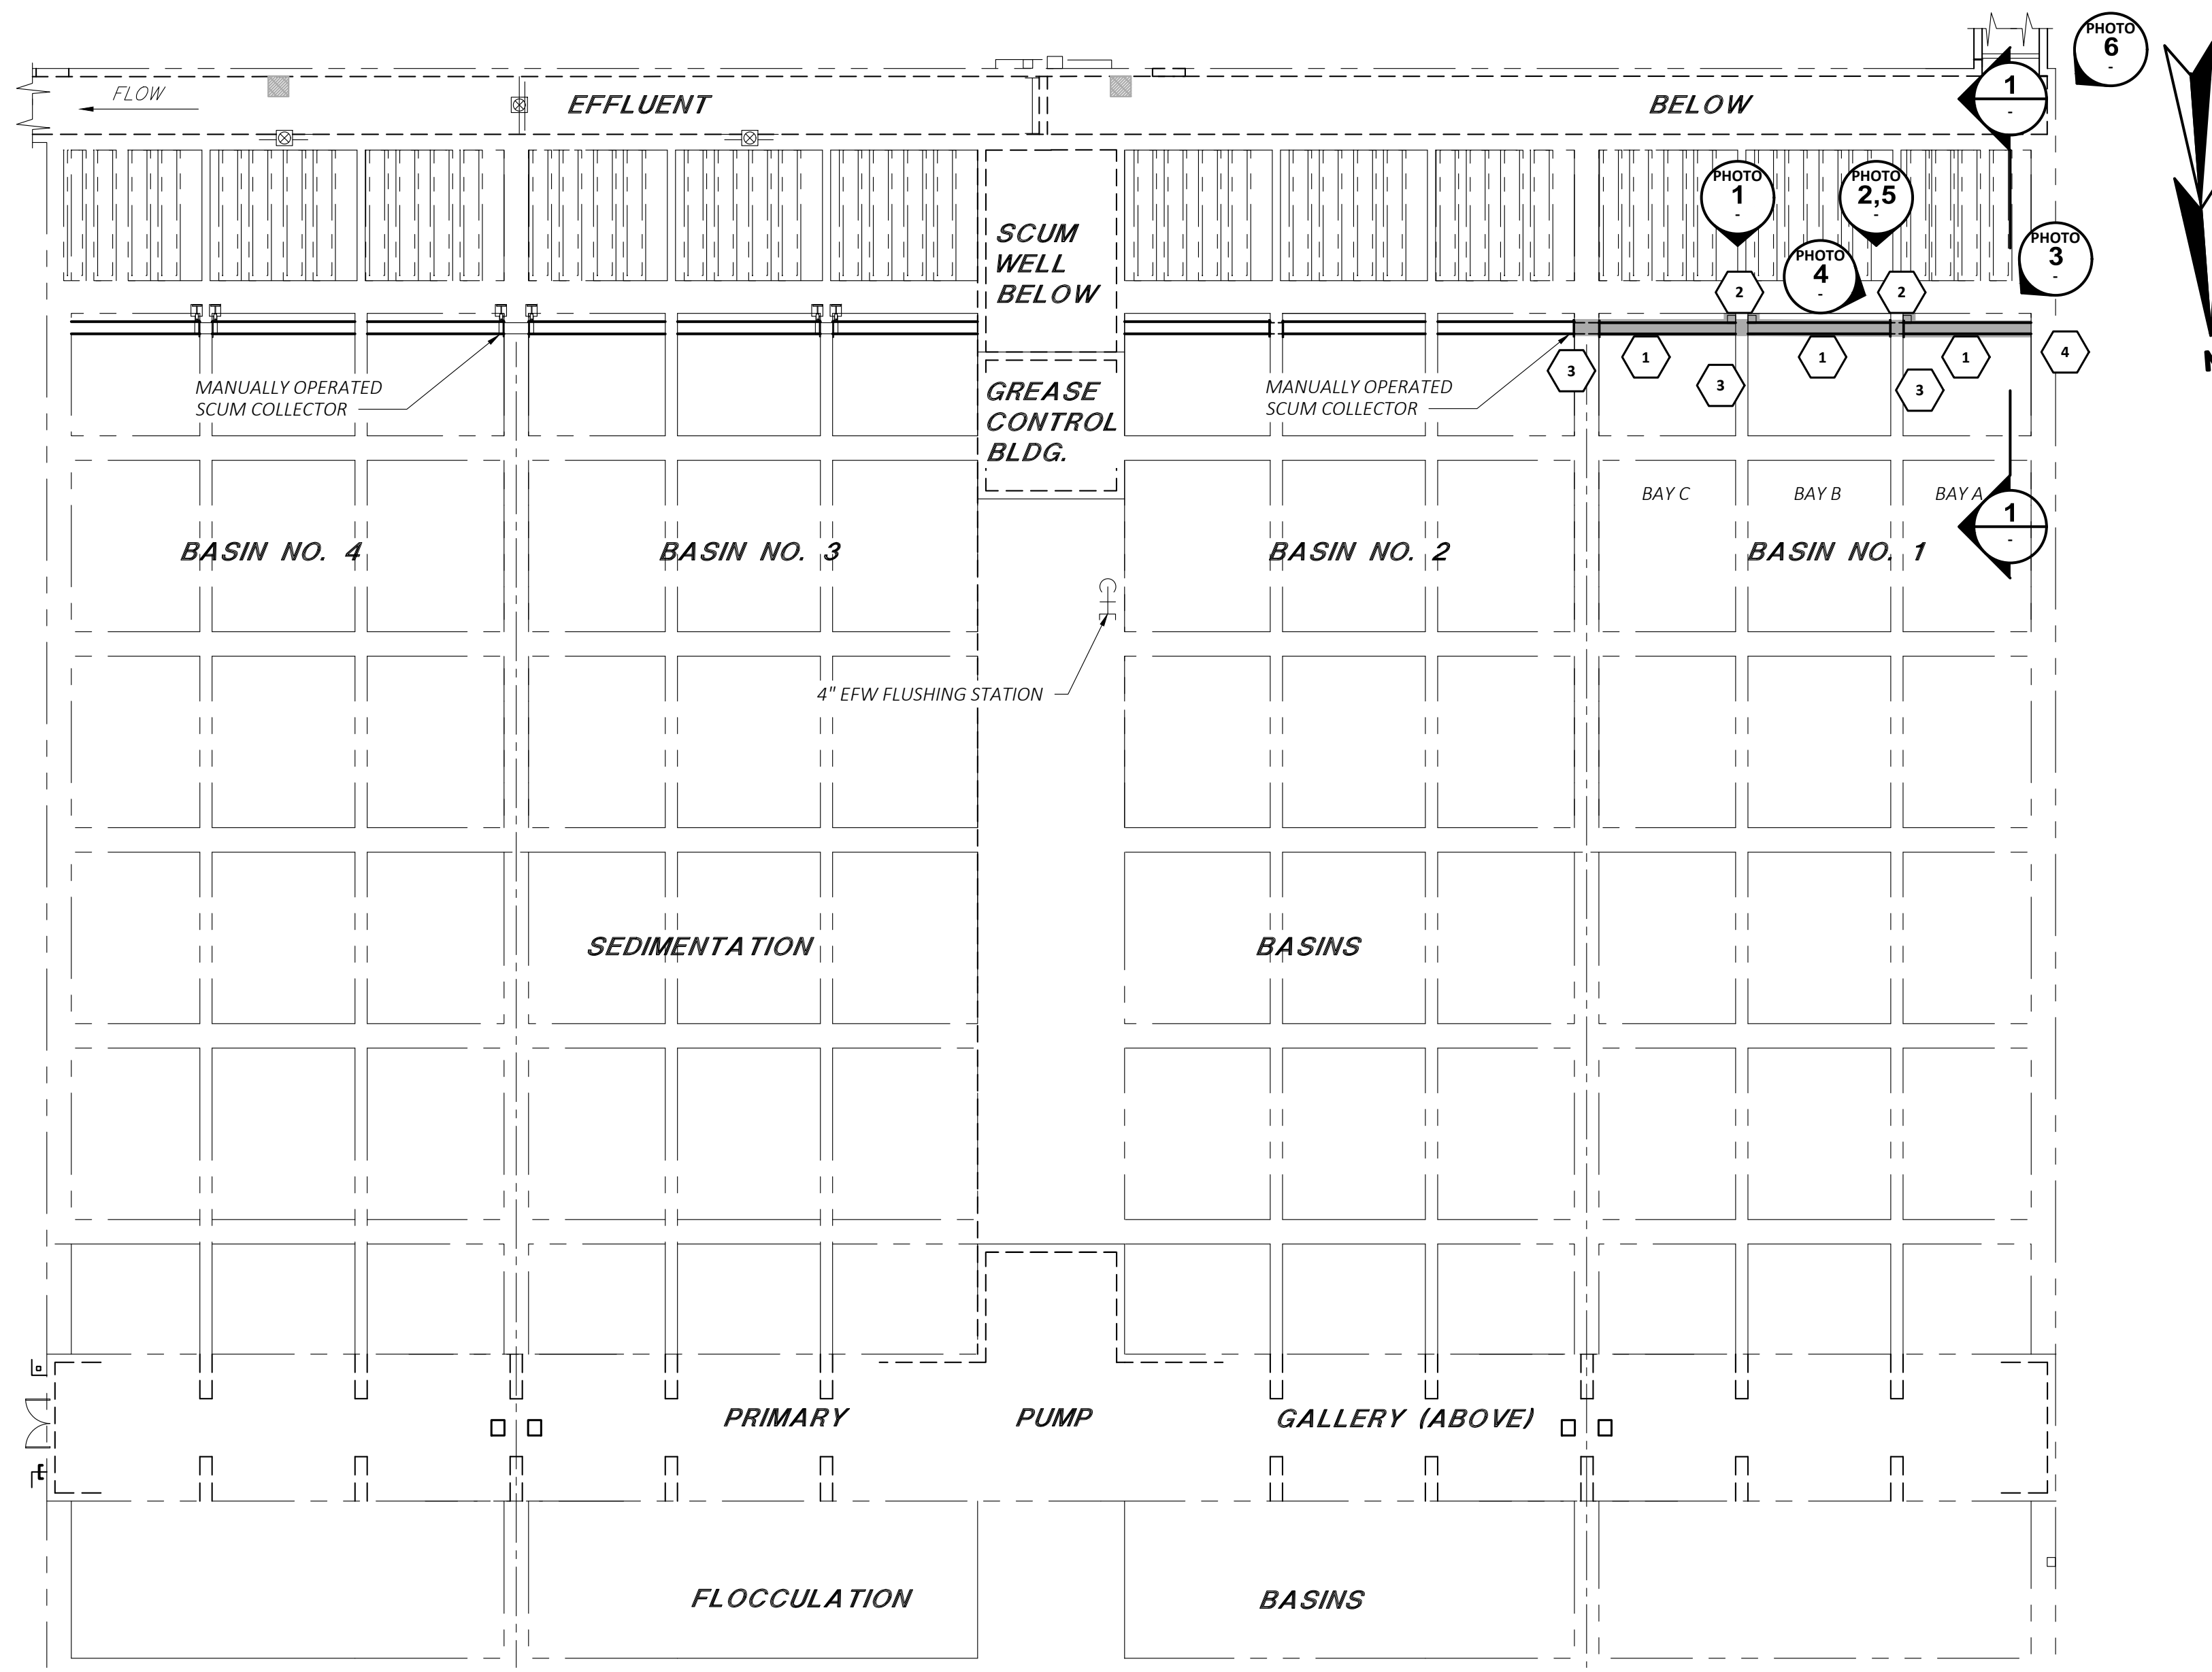 PHOTO
6
-
FLOW
EFFLUENT
BELOW
1
-
PHOTO
1
-
PHOTO
2,5
-
SCUM
WELL
BELOW
PHOTO
3
-
PHOTO
4
-
2
2
MANUALLY OPERATED
SCUM COLLECTOR
GREASE
CONTROL
BLDG.
MANUALLY OPERATED
SCUM COLLECTOR
3
1
3
1
3
1
4
BAY C
BAY B
BAY A
1
-
BASIN NO. 4
BASIN NO. 3
BASIN NO. 2
BASIN NO. 1
4" EFW FLUSHING STATION
SEDIMENTATION
BASINS
PRIMARY
PUMP
GALLERY (ABOVE)
FLOCCULATION
BASINS